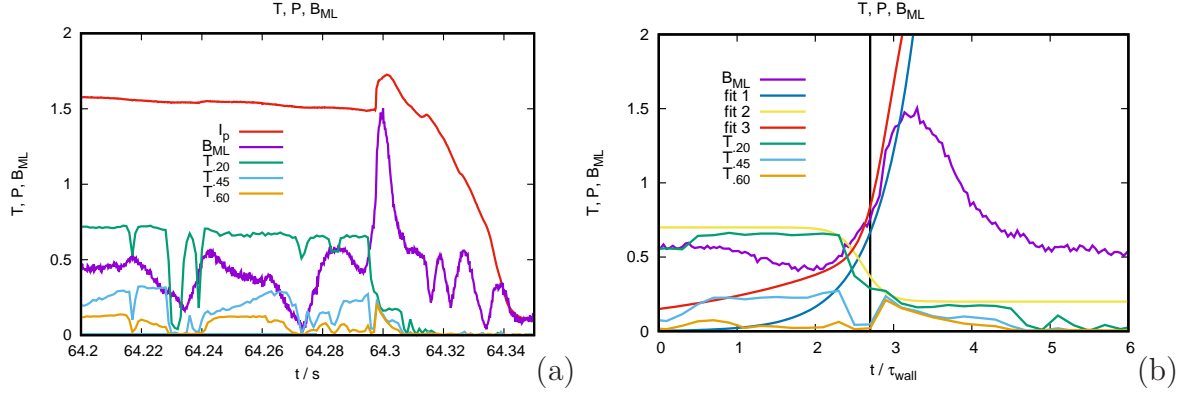 T, P, B_ML
2
1.5
1
0.5
0
T, P, B_ML
I_p
B_ML
T_.20
T_.45
T_.60
64.2
64.22
64.24
64.26
64.28
64.3
64.32
64.34
t / s
(a)
T, P, B_ML
2
1.5
1
0.5
0
T, P, B_ML
B_ML
fit 1
fit 2
fit 3
T_.20
T_.45
T_.60
0
1
2
3
4
5
6
t / τ_wall
(b)